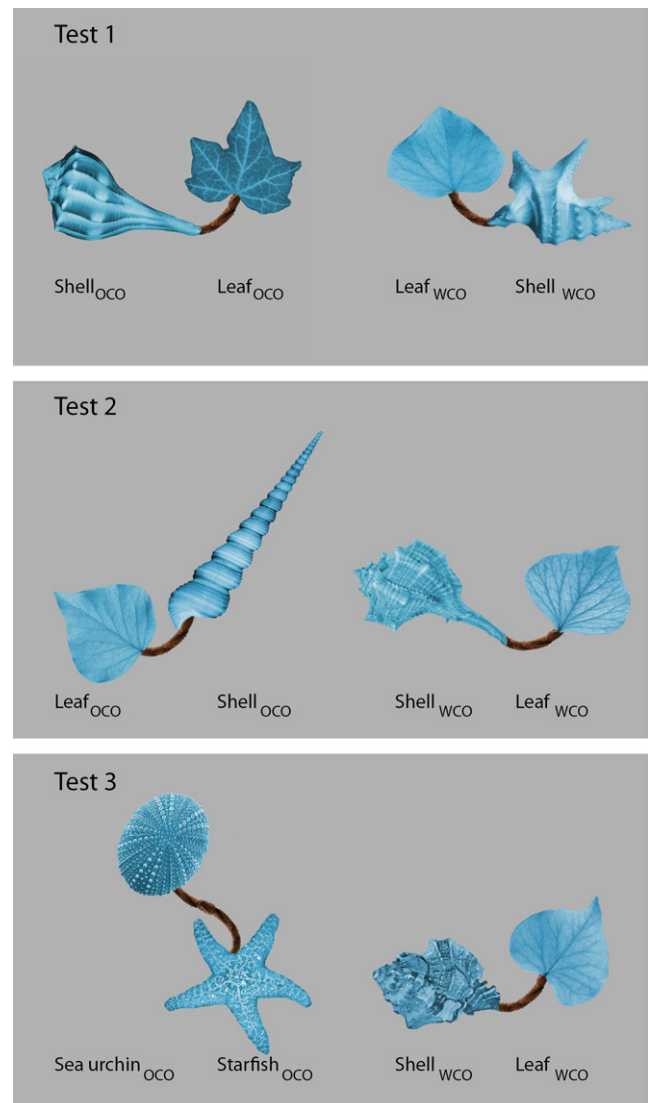 Test 1
Shell OCO Leaf OCO Leaf WCO Shell WCO
Test 2
Leaf OCO Shell OCO Shell WCO Leaf WCO
Test 3
Sea urchin OCO Starfish OCO Shell WCO Leaf WCO